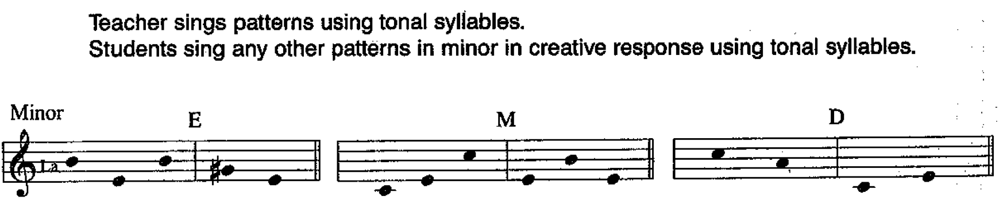 Teacher sings patterns using tonal syllables.
Students sing any other patterns in minor in creative response using tonal syllables.
Minor
E
M
D
La